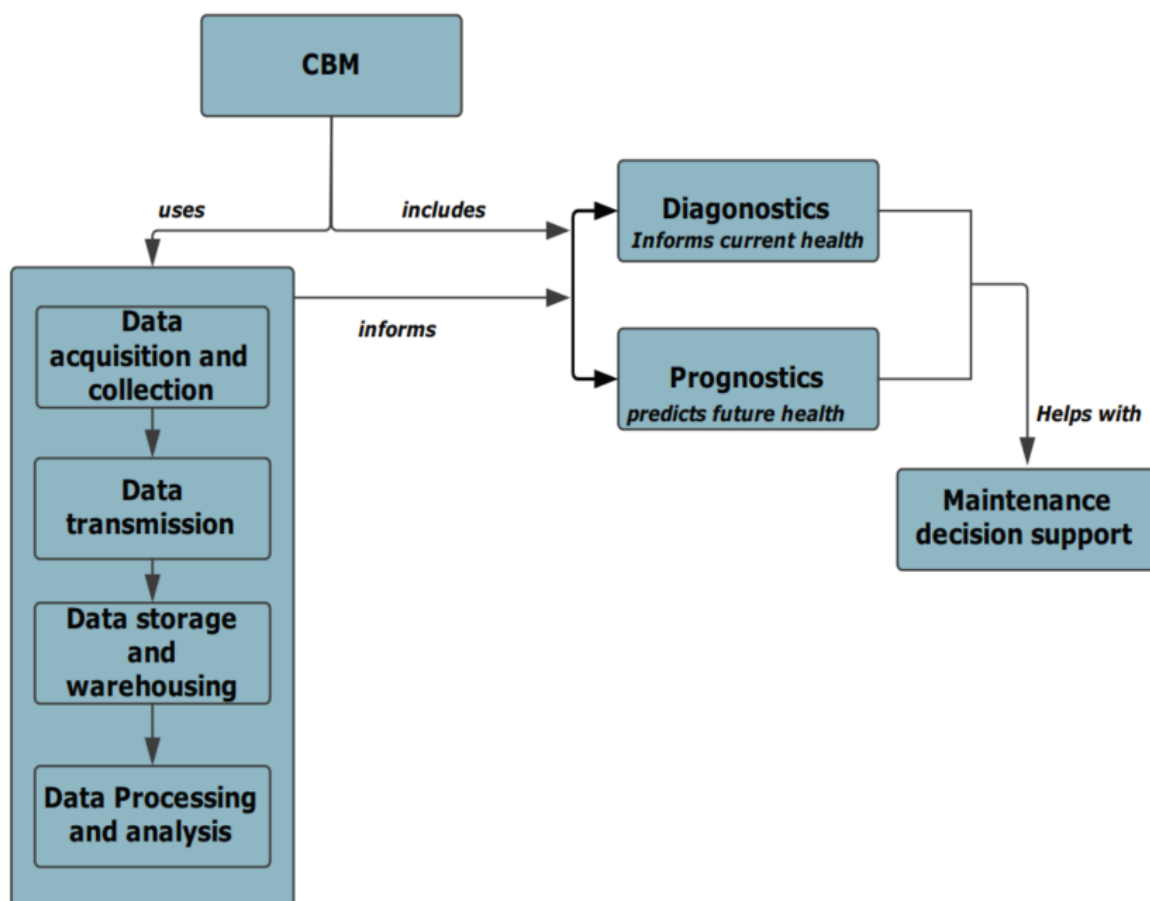 CBM
uses
includes
Diagonostics
Informs current health
informs
Prognostics
predicts future health
Helps with
Maintenance
decision support
Data
acquisition and
collection
Data
transmission
Data storage
and
warehousing
Data Processing
and analysis